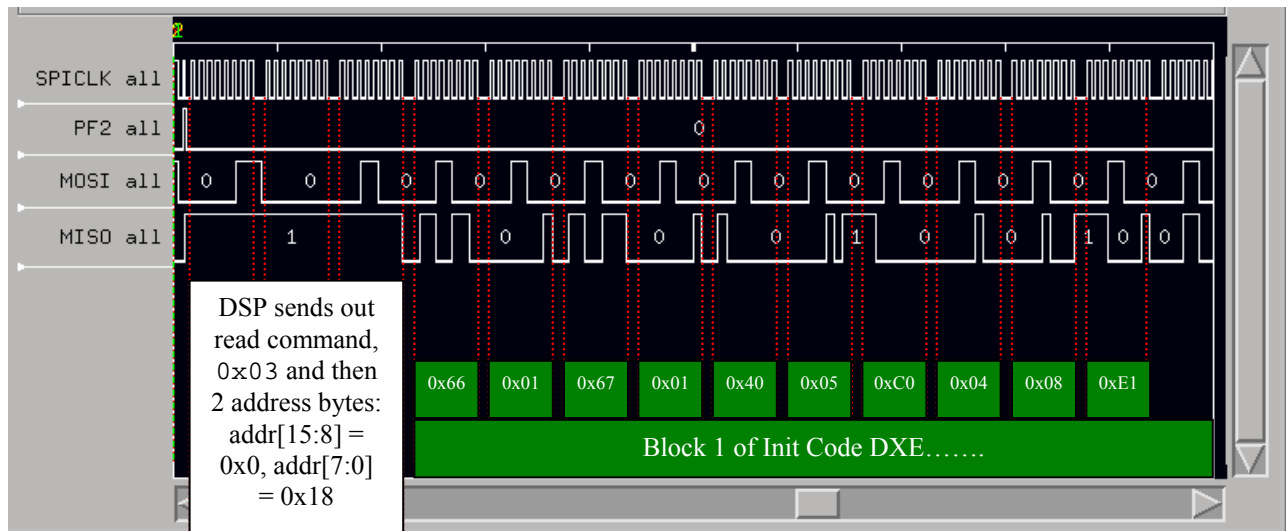 SPICLK all
PF2 all
0
MOSI all
0 0 0 0 0 0 0 0 0 0 0 0 0
MISO all
1 0 0 0 1 0 0 1 0 0
DSP sends out
read command,
0x03 and then
2 address bytes:
addr[15:8] =
0x0, addr[7:0]
= 0x18
0x66 0x01 0x67 0x01 0x40 0x05 0xC0 0x04 0x08 0xE1
Block 1 of Init Code DXE…….